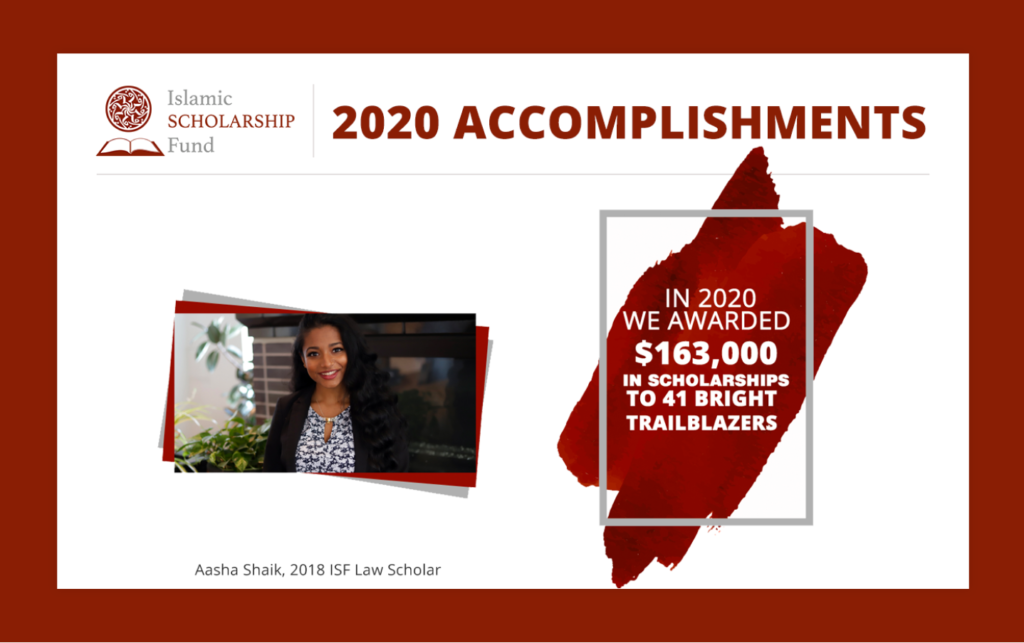 Islamic
SCHOLARSHIP
Fund
2020 ACCOMPLISHMENTS
IN 2020
WE AWARDED
$163,000
IN SCHOLARSHIPS
TO 41 BRIGHT
TRAILBLAZERS
Aasha Shaik, 2018 ISF Law Scholar